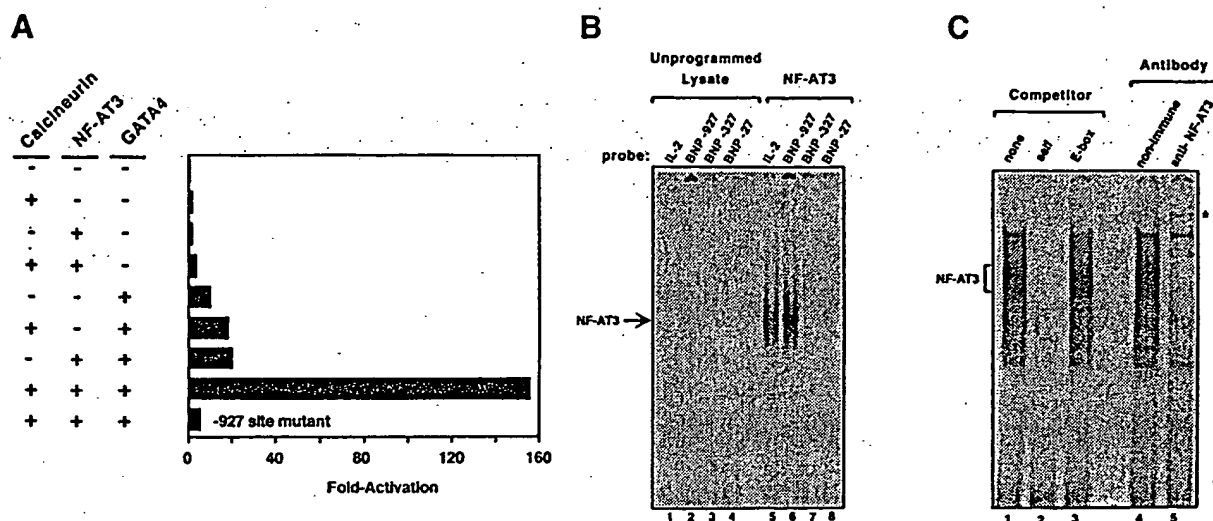 A
Calcineurin NF-AT3 GATA4
- - -
+ - -
- + -
+ + -
- - +
+ - +
- + +
+ + +
+ + +
-927 site mutant
0 40 80 120 160
Fold-Activation
B
Unprogrammed
Lysate NF-AT3
probe: IL-2 BNP -927 BNP -327 BNP -27 IL-2 BNP -927 BNP -327 BNP -27
NF-AT3
1 2 3 4 5 6 7 8
C
Antibody
Competitor
none self E-box non-immune anti-NF-AT3
*
NF-AT3
1 2 3 4 5